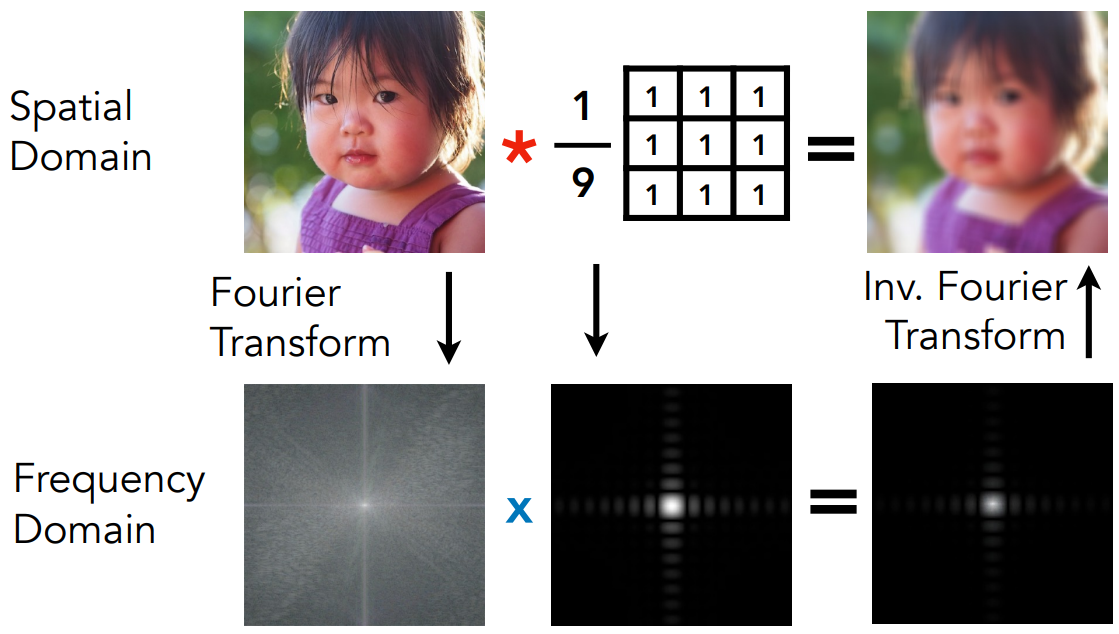 Spatial
Domain
*
1
9
1 1 1
1 1 1
1 1 1
=
Fourier
Transform
Inv. Fourier
Transform
Frequency
Domain
x
=